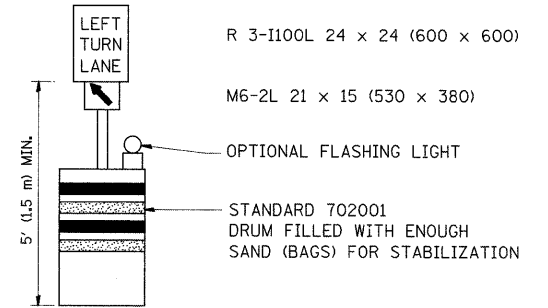 LEFT
TURN
LANE
R 3-I100L 24 x 24 (600 x 600)
M6-2L 21 x 15 (530 x 380)
OPTIONAL FLASHING LIGHT
5' (1.5 m) MIN.
STANDARD 702001
DRUM FILLED WITH ENOUGH
SAND (BAGS) FOR STABILIZATION